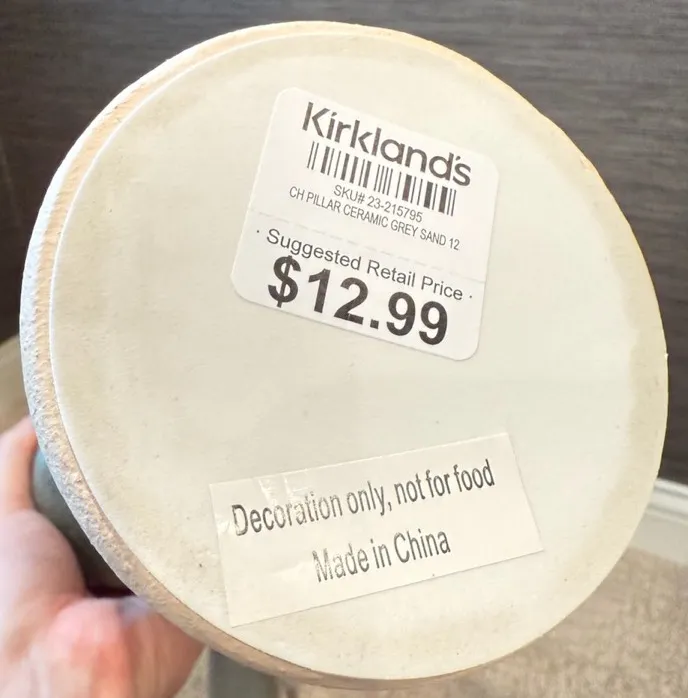 Kirkland's
SKU# 23-215795
CH PILLAR CERAMIC GREY SAND 12
· Suggested Retail Price ·
$12.99
Decoration only, not for food
Made in China